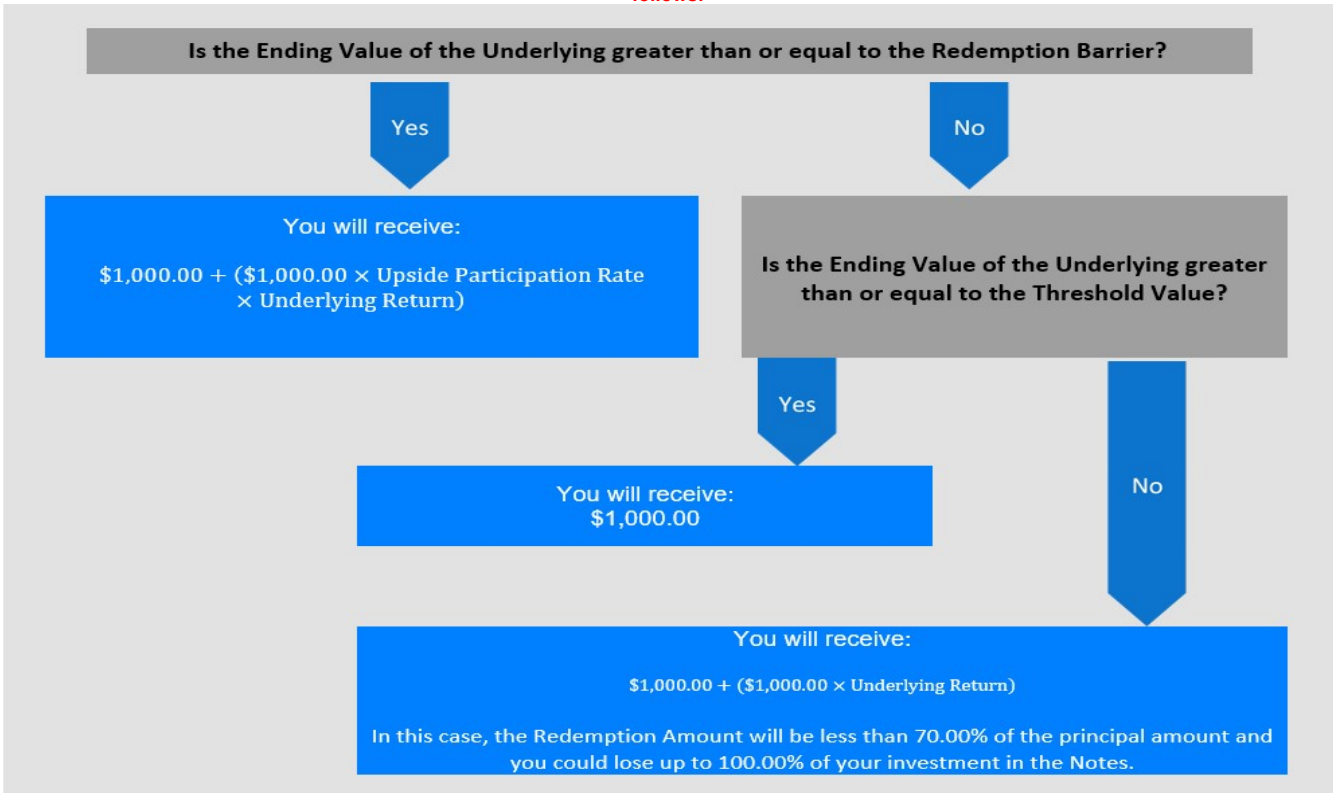 Is the Ending Value of the Underlying greater than or equal to the Redemption Barrier?
Yes
No
You will receive:
$1,000.00 + ($1,000.00 × Upside Participation Rate
× Underlying Return)
Is the Ending Value of the Underlying greater
than or equal to the Threshold Value?
Yes
No
You will receive:
$1,000.00
You will receive:
$1,000.00 + ($1,000.00 × Underlying Return)
In this case, the Redemption Amount will be less than 70.00% of the principal amount and
you could lose up to 100.00% of your investment in the Notes.